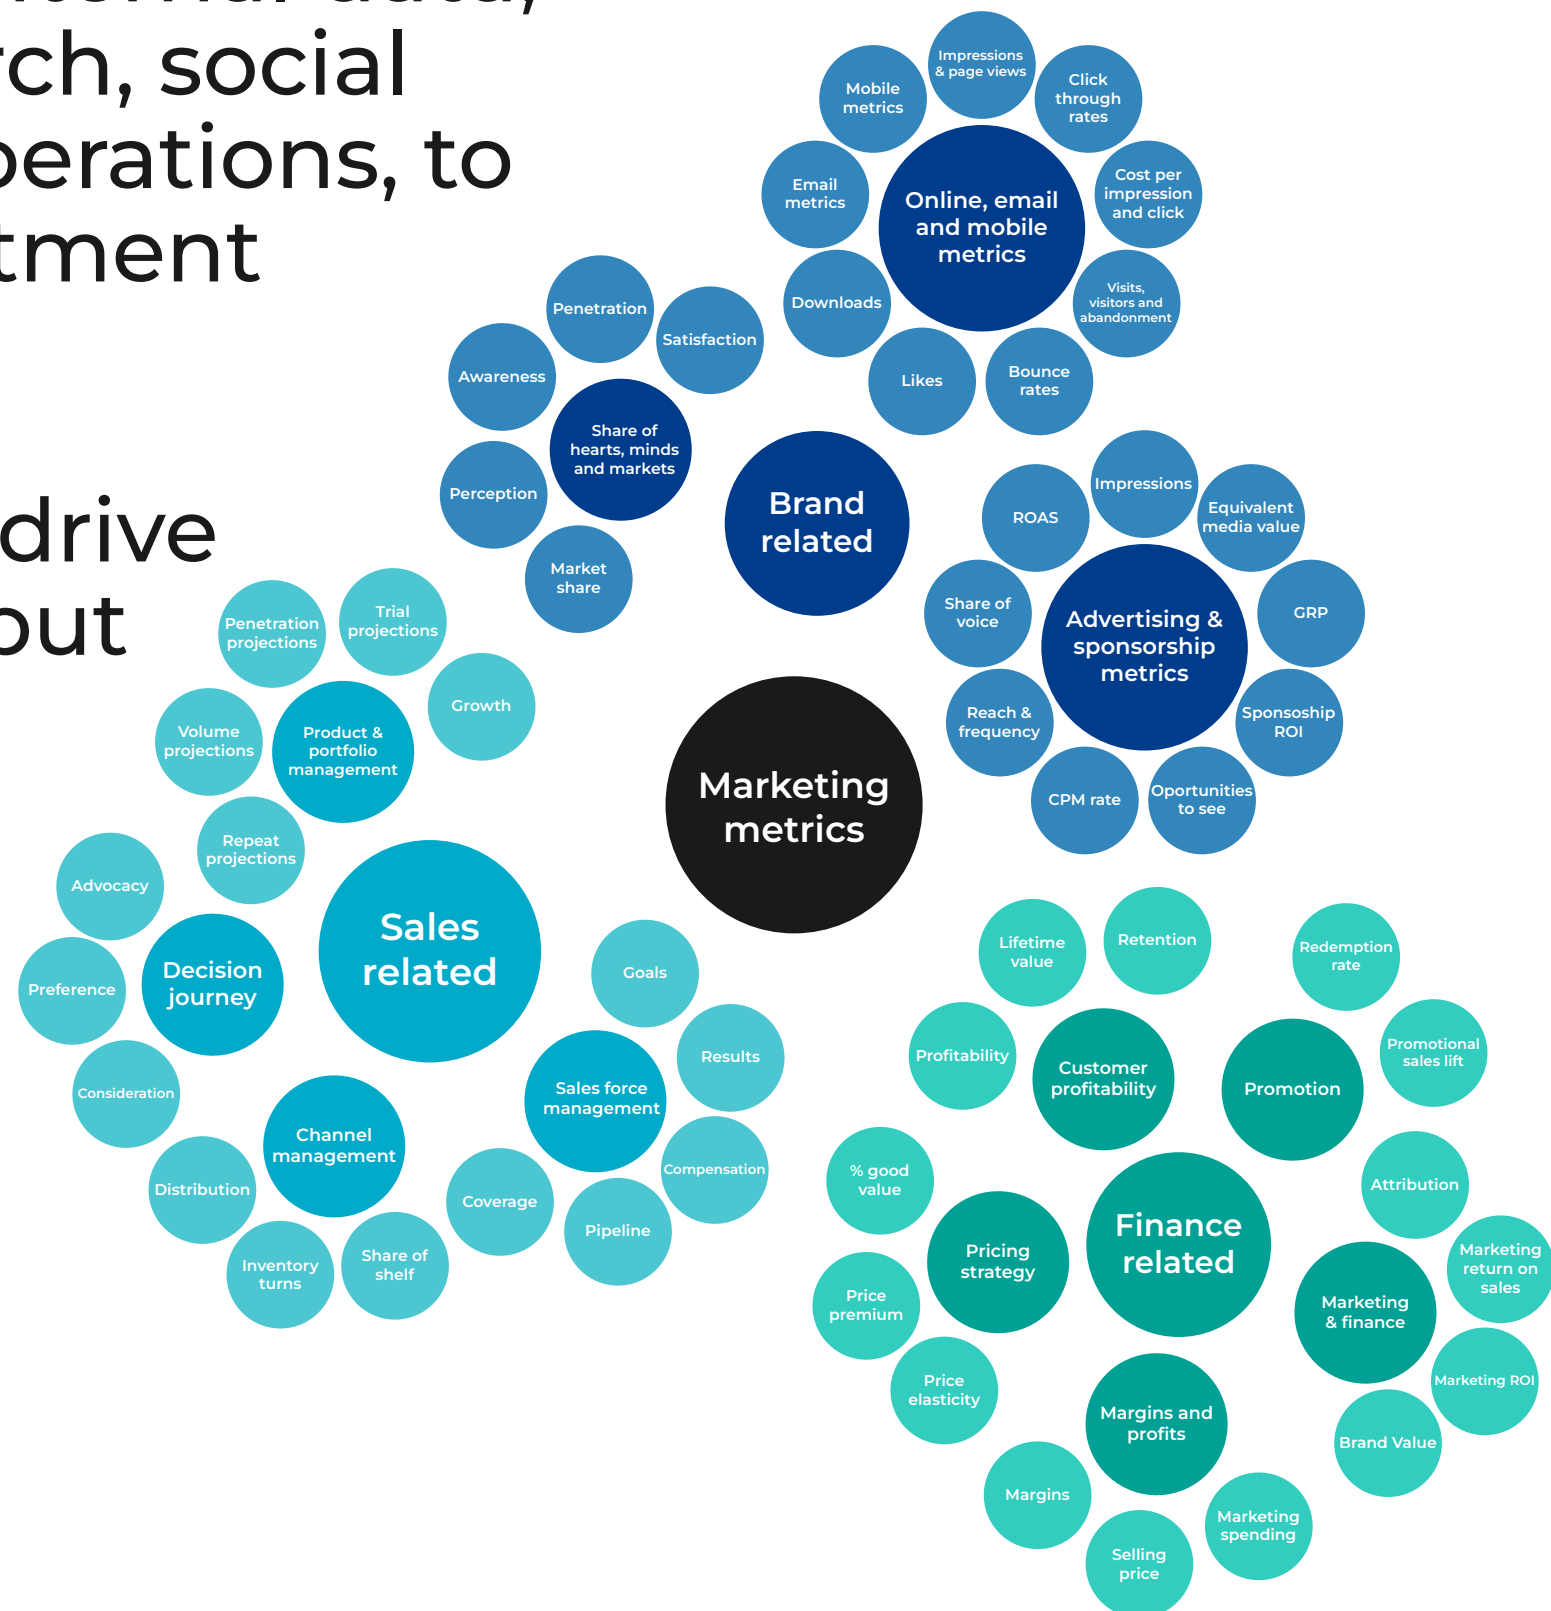 rch, social
perations, to
tment
drive
out
Impressions
& page views
Mobile
metrics
Click
through
rates
Email
metrics
Cost per
impression
and click
Online, email
and mobile
metrics
Downloads
Visits,
visitors and
abandonment
Likes
Bounce
rates
Penetration
Satisfaction
Awareness
Share of
hearts, minds
and markets
Perception
Market
share
Brand
related
Impressions
ROAS
Equivalent
media value
Share of
voice
GRP
Advertising &
sponsorship
metrics
Reach &
frequency
Sponsoship
ROI
CPM rate
Oportunities
to see
Marketing
metrics
Penetration
projections
Trial
projections
Growth
Volume
projections
Product &
portfolio
management
Repeat
projections
Advocacy
Sales
related
Decision
journey
Preference
Consideration
Channel
management
Distribution
Inventory
turns
Share of
shelf
Goals
Results
Sales force
management
Compensation
Coverage
Pipeline
Lifetime
value
Retention
Profitability
Customer
profitability
Redemption
rate
Promotional
sales lift
Promotion
% good
value
Pricing
strategy
Price
premium
Price
elasticity
Finance
related
Attribution
Marketing
return on
sales
Marketing
& finance
Marketing ROI
Brand Value
Margins and
profits
Margins
Marketing
spending
Selling
price